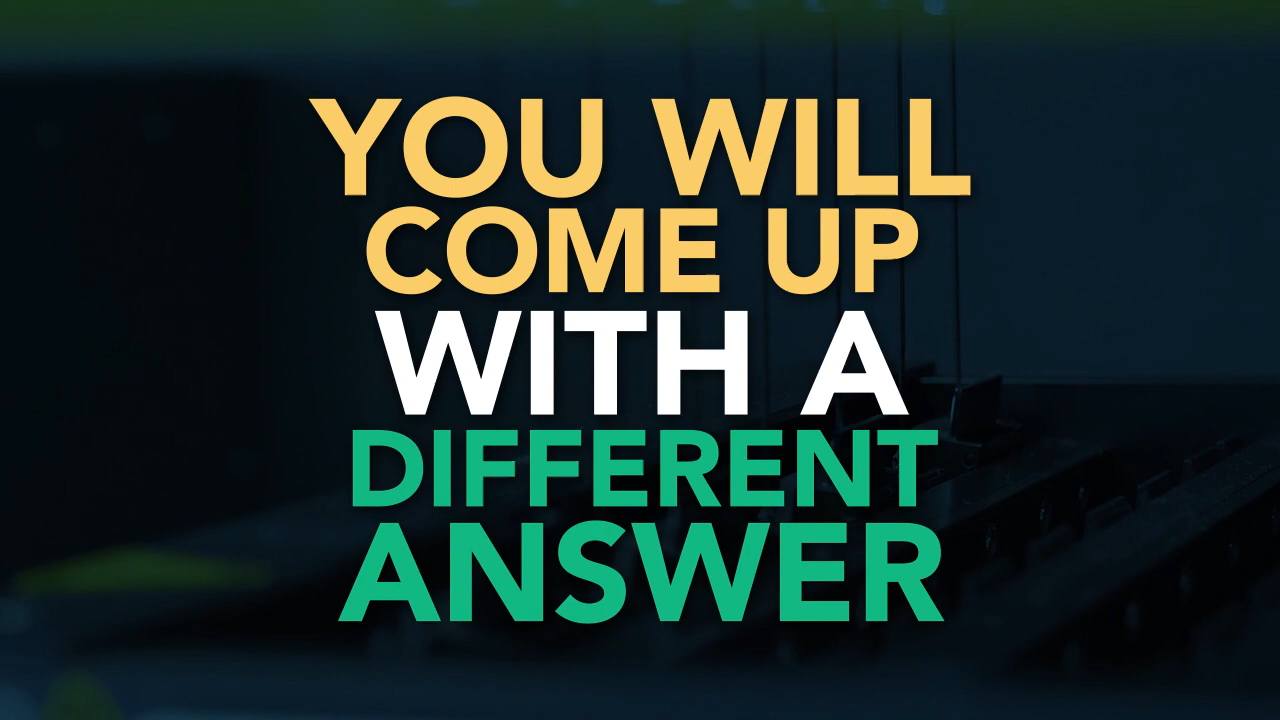 YOU WILL
COME UP
WITH A
DIFFERENT
ANSWER